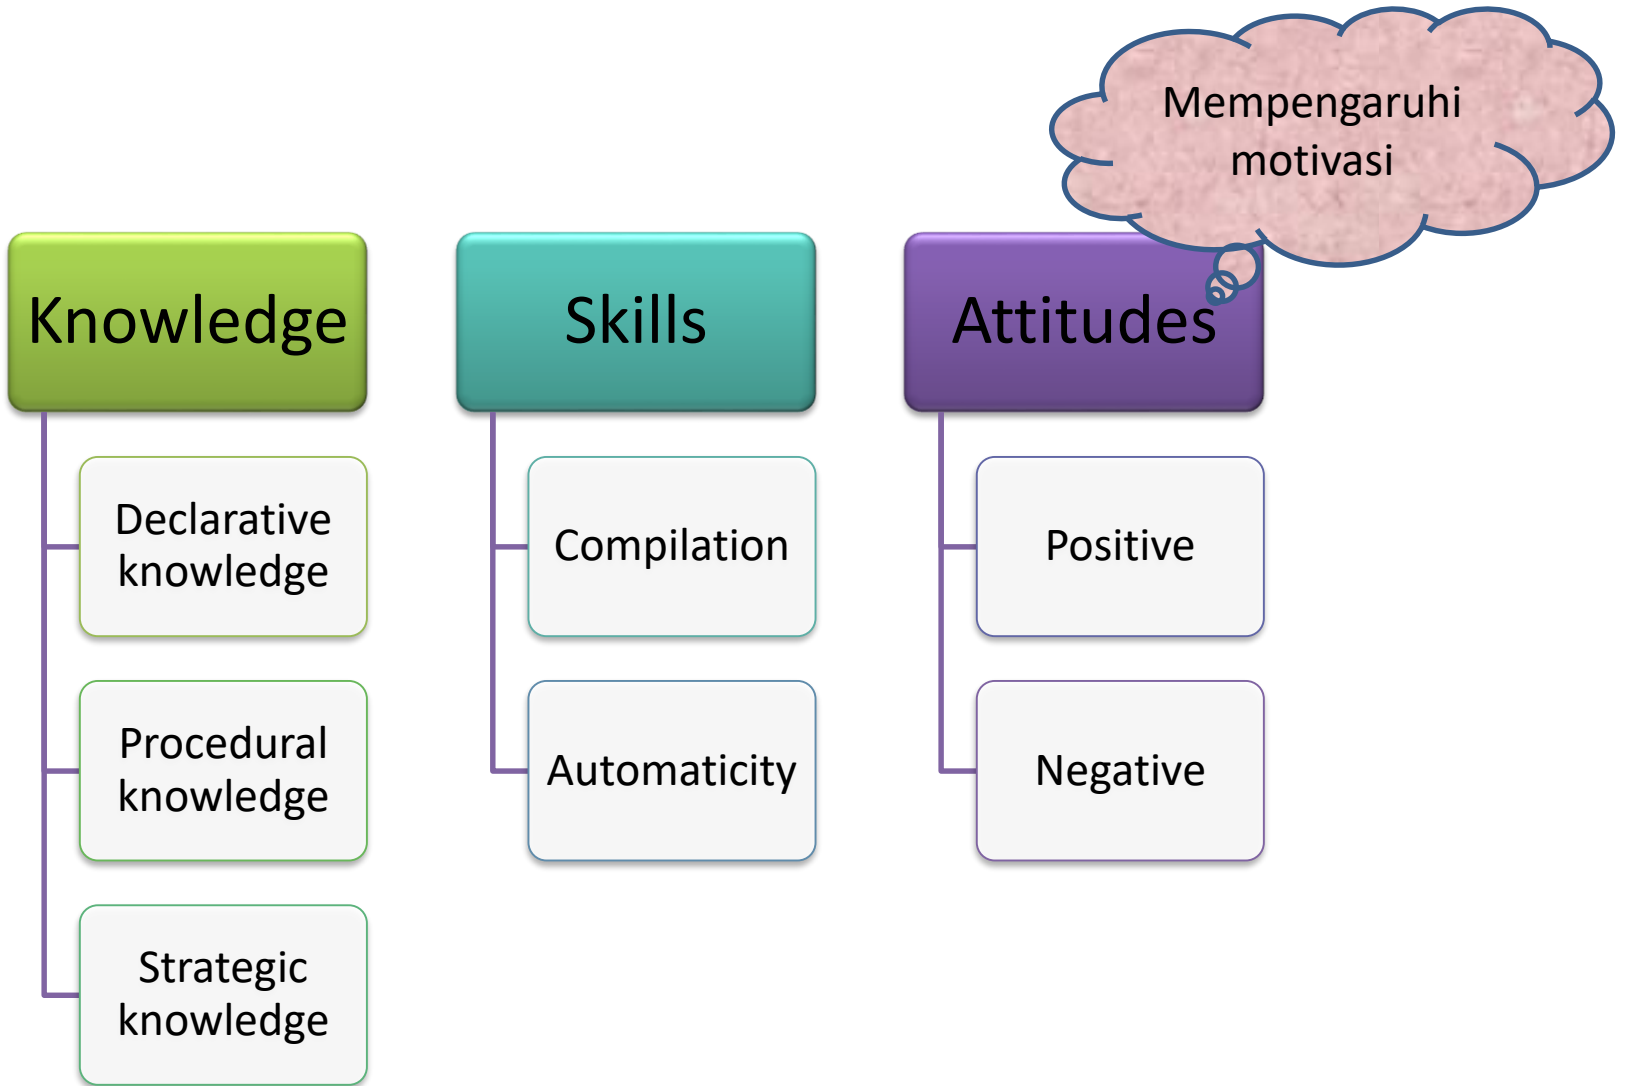 Mempengaruhi
motivasi
Knowledge
Skills
Attitudes
Declarative
knowledge
Compilation
Positive
Procedural
knowledge
Automaticity
Negative
Strategic
knowledge